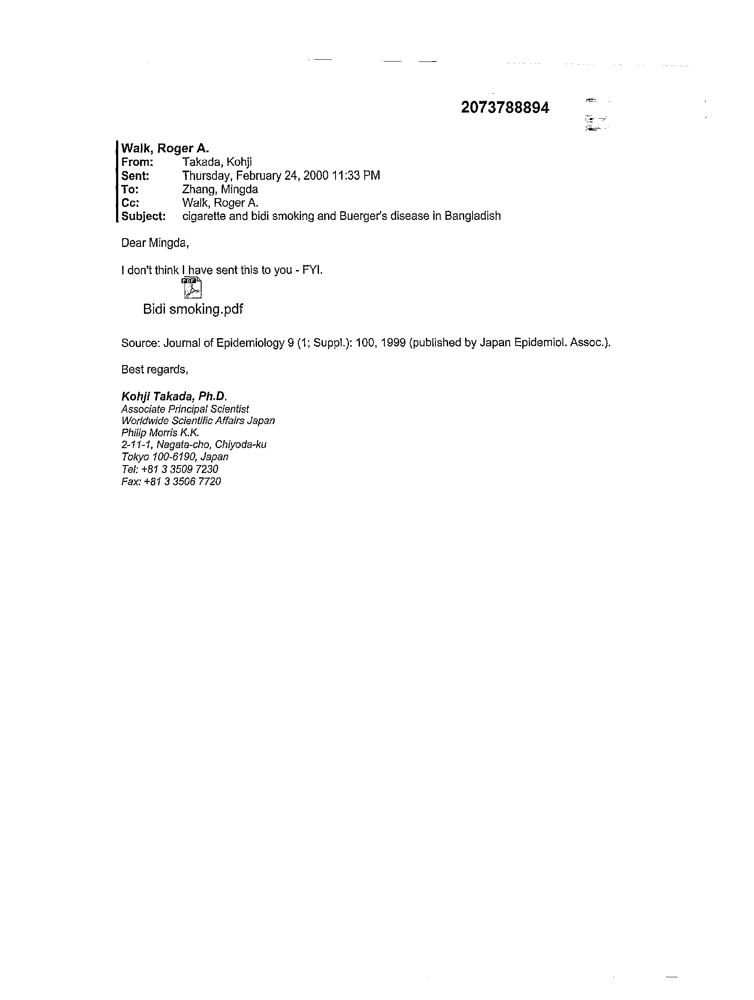 2073788894
Walk, Roger A.
From: Takada, Kohji
Sent: Thursday, February 24, 2000 11:33 PM
To: Zhang, Mingda
Cc: Walk, Roger A.
Subject: cigarette and bidi smoking and Buerger's disease in Bangladish
Dear Mingda,
I don't think I have sent this to you - FYI.
PDF
Bidi smoking.pdf
Source: Journal of Epidemiology 9 (1; Suppl.): 100, 1999 (published by Japan Epidemiol. Assoc.).
Best regards,
Kohji Takada, Ph.D.
Associate Principal Scientist
Worldwide Scientific Affairs Japan
Philip Morris K.K.
2-11-1, Nagata-cho, Chiyoda-ku
Tokyo 100-6190, Japan
Tel: +81 3 3509 7230
Fax: +81 3 3506 7720